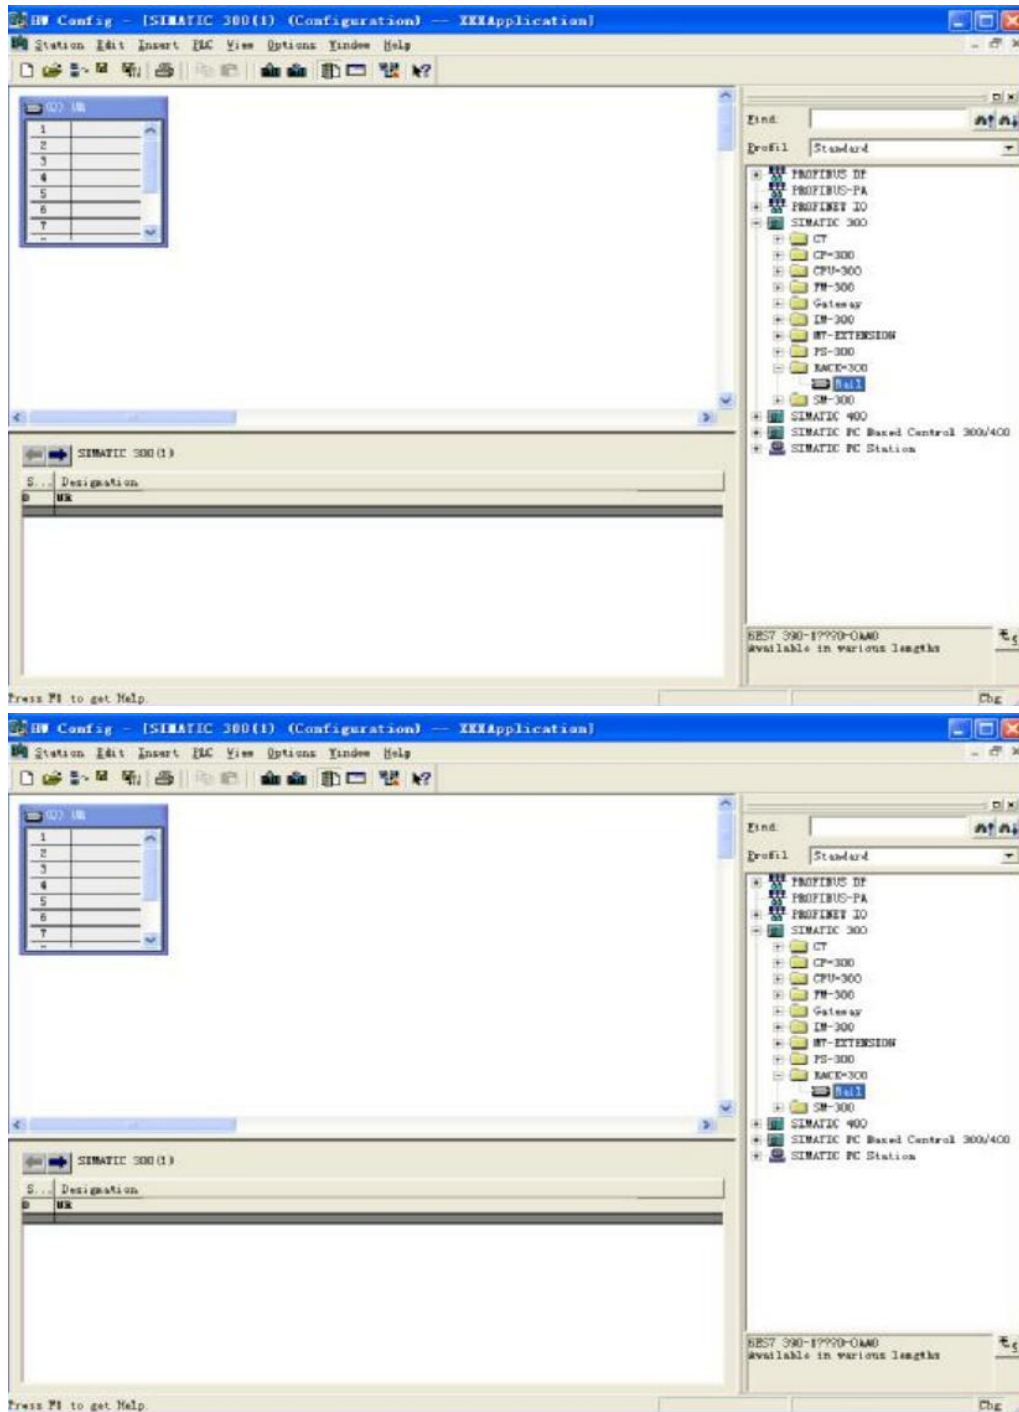 HW Config - [SIMATIC 300(1) (Configuration) -- XXXApplication]
Station Edit Insert PLC View Options Window Help
(0) UR
1
2
3
4
5
6
7
Find:
Profil Standard
PROFIBUS DP
PROFIBUS-PA
PROFINET IO
SIMATIC 300
C7
CP-300
CPU-300
FM-300
Gateway
IM-300
M7-EXTENSION
PS-300
RACK-300
Rail
SM-300
SIMATIC 400
SIMATIC PC Based Control 300/400
SIMATIC PC Station
SIMATIC 300(1)
S... Designation
0 UR
6ES7 390-1???0-0AA0
Available in various lengths
Press F1 to get Help.
Chg
HW Config - [SIMATIC 300(1) (Configuration) -- XXXApplication]
Station Edit Insert PLC View Options Window Help
(0) UR
1
2
3
4
5
6
7
Find:
Profil Standard
PROFIBUS DP
PROFIBUS-PA
PROFINET IO
SIMATIC 300
C7
CP-300
CPU-300
FM-300
Gateway
IM-300
M7-EXTENSION
PS-300
RACK-300
Rail
SM-300
SIMATIC 400
SIMATIC PC Based Control 300/400
SIMATIC PC Station
SIMATIC 300(1)
S... Designation
0 UR
6ES7 390-1???0-0AA0
Available in various lengths
Press F1 to get Help.
Chg